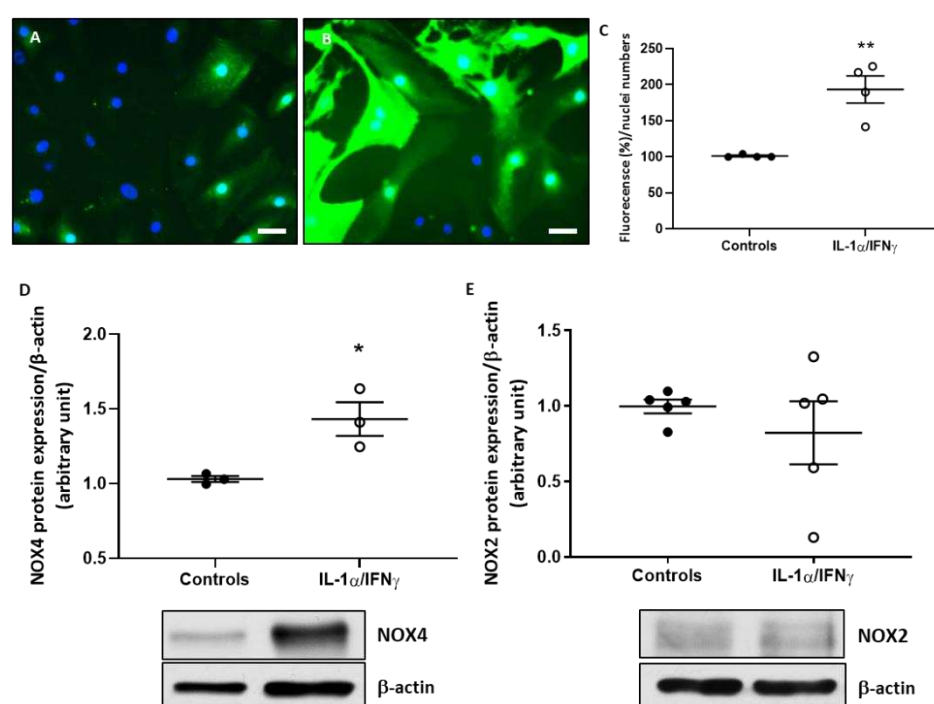 A
B
C
Fluorecensce (%)/nuclei numbers
250
200
150
100
50
0
**
Controls
IL-1α/IFNγ
D
NOX4 protein expression/β-actin
(arbitrary unit)
2.0
1.5
1.0
0.5
*
Controls
IL-1α/IFNγ
NOX4
β-actin
E
NOX2 protein expression/β-actin
(arbitrary unit)
1.5
1.0
0.5
0.0
Controls
IL-1α/IFNγ
NOX2
β-actin